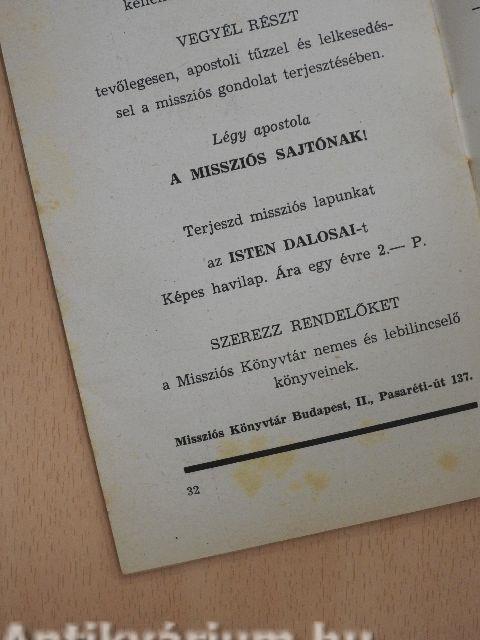 VEGYÉL RÉSZT
tevőlegesen, apostoli tűzzel és lelkesedés-
sel a missziós gondolat terjesztésében.
Légy apostola
A MISSZIÓS SAJTÓNAK!
Terjeszd missziós lapunkat
az ISTEN DALOSAI-t
Képes havilap. Ára egy évre 2.— P.
SZEREZZ RENDELŐKET
a Missziós Könyvtár nemes és lebilincselő
könyveinek.
Missziós Könyvtár Budapest, II., Pasaréti-út 137.
32
Antikvárium.hu